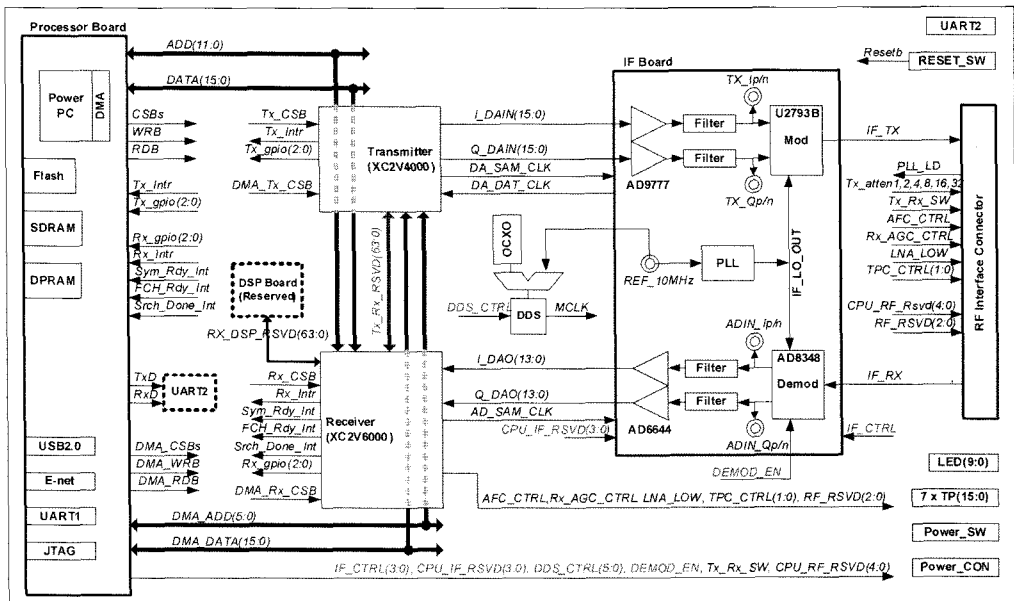 Processor Board
Power PC
DMA
Flash
SDRAM
DPRAM
USB2.0
E-net
UART1
JTAG
ADD(11:0)
DATA(15:0)
CSBs
WRB
RDB
Tx_Intr
Tx_gpio(2:0)
Rx_gpio(2:0)
Rx_Intr
Sym_Rdy_Int
FCH_Rdy_Int
Srch_Done_Int
TxD
RxD
UART2
DMA_CSBs
DMA_WRB
DMA_RDB
DMA_ADD(5:0)
DMA_DATA(15:0)
Tx_CSB
Tx_Intr
Tx_gpio(2:0)
DMA_Tx_CSB
Transmitter
(XC2V4000)
I_DAIN(15:0)
Q_DAIN(15:0)
DA_SAM_CLK
DA_DAT_CLK
DSP Board
(Reserved)
RX_DSP_RSVD(63:0)
Tx_Rx_RSVD(63:0)
OCXO
DDS_CTRL
DDS
MCLK
Rx_CSB
Rx_Intr
Sym_Rdy_Int
FCH_Rdy_Int
Srch_Done_Int
Rx_gpio(2:0)
DMA_Rx_CSB
Receiver
(XC2V6000)
I_DAO(13:0)
Q_DAO(13:0)
AD_SAM_CLK
CPU_IF_RSVD(3:0)
IF Board
TX_Ip/n
Filter
Filter
AD9777
TX_Qp/n
U2793B
Mod
REF_10MHz
PLL
IF_LO_OUT
ADIN_Ip/n
Filter
Filter
AD6644
ADIN_Qp/n
AD8348
Demod
DEMOD_EN
UART2
Resetb
RESET_SW
IF_TX
PLL_LD
Tx_atten1,2,4,8,16,32
Tx_Rx_SW
AFC_CTRL
Rx_AGC_CTRL
LNA_LOW
TPC_CTRL(1:0)
CPU_RF_Rsvd(4:0)
RF_RSVD(2:0)
IF_RX
IF_CTRL
RF Interface Connector
LED(9:0)
AFC_CTRL,Rx_AGC_CTRL LNA_LOW, TPC_CTRL(1:0), RF_RSVD(2:0)
7 x TP(15:0)
Power_SW
IF_CTRL(3:0), CPU_IF_RSVD(3:0), DDS_CTRL(5:0), DEMOD_EN, Tx_Rx_SW, CPU_RF_RSVD(4:0)
Power_CON